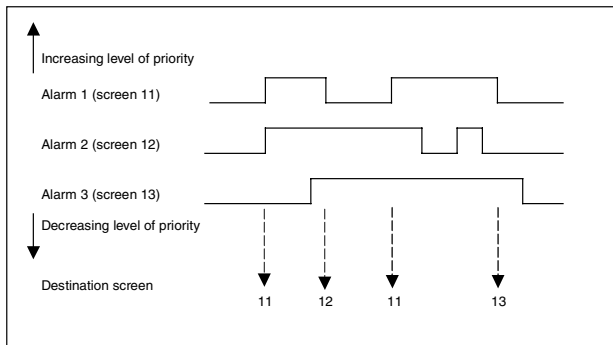 Increasing level of priority
Alarm 1 (screen 11)
Alarm 2 (screen 12)
Alarm 3 (screen 13)
Decreasing level of priority
Destination screen
11 12 11 13